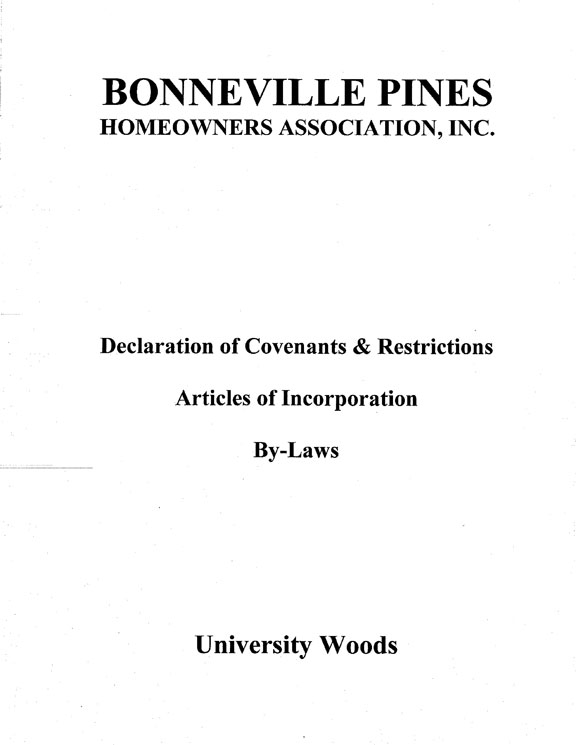 BONNEVILLE PINES
HOMEOWNERS ASSOCIATION, INC.
Declaration of Covenants & Restrictions
Articles of Incorporation
By-Laws
University Woods